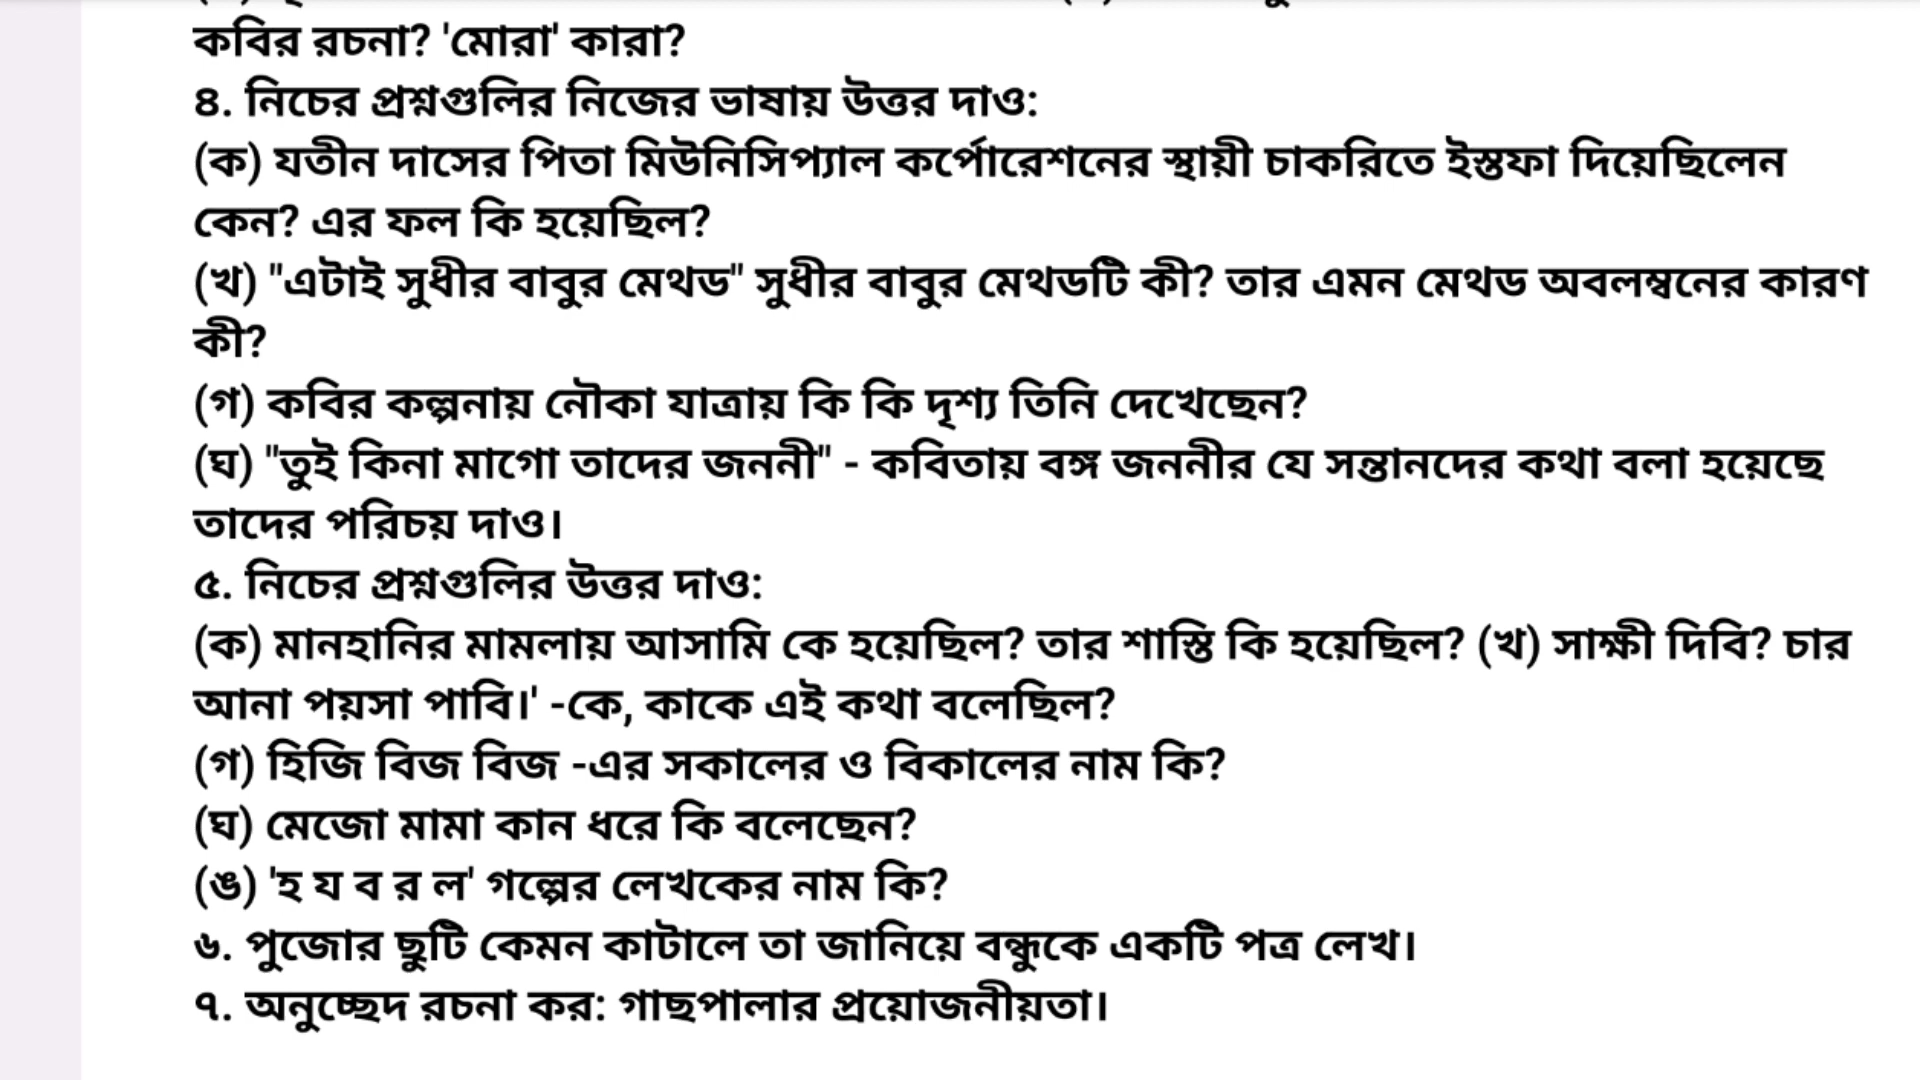 কবির রচনা? 'মোরা' কারা?
৪. নিচের প্রশ্নগুলির নিজের ভাষায় উত্তর দাও:
(ক) যতীন দাসের পিতা মিউনিসিপ্যাল কর্পোরেশনের স্থায়ী চাকরিতে ইস্তফা দিয়েছিলেন
কেন? এর ফল কি হয়েছিল?
(খ) "এটাই সুধীর বাবুর মেথড" সুধীর বাবুর মেথডটি কী? তার এমন মেথড অবলম্বনের কারণ
কী?
(গ) কবির কল্পনায় নৌকা যাত্রায় কি কি দৃশ্য তিনি দেখেছেন?
(ঘ) "তুই কিনা মাগো তাদের জননী" - কবিতায় বঙ্গ জননীর যে সন্তানদের কথা বলা হয়েছে
তাদের পরিচয় দাও।
৫. নিচের প্রশ্নগুলির উত্তর দাও:
(ক) মানহানির মামলায় আসামি কে হয়েছিল? তার শাস্তি কি হয়েছিল? (খ) সাক্ষী দিবি? চার
আনা পয়সা পাবি।' -কে, কাকে এই কথা বলেছিল?
(গ) হিজি বিজ বিজ -এর সকালের ও বিকালের নাম কি?
(ঘ) মেজো মামা কান ধরে কি বলেছেন?
(ঙ) 'হ য ব র ল' গল্পের লেখকের নাম কি?
৬. পুজোর ছুটি কেমন কাটালে তা জানিয়ে বন্ধুকে একটি পত্র লেখ।
৭. অনুচ্ছেদ রচনা কর: গাছপালার প্রয়োজনীয়তা।